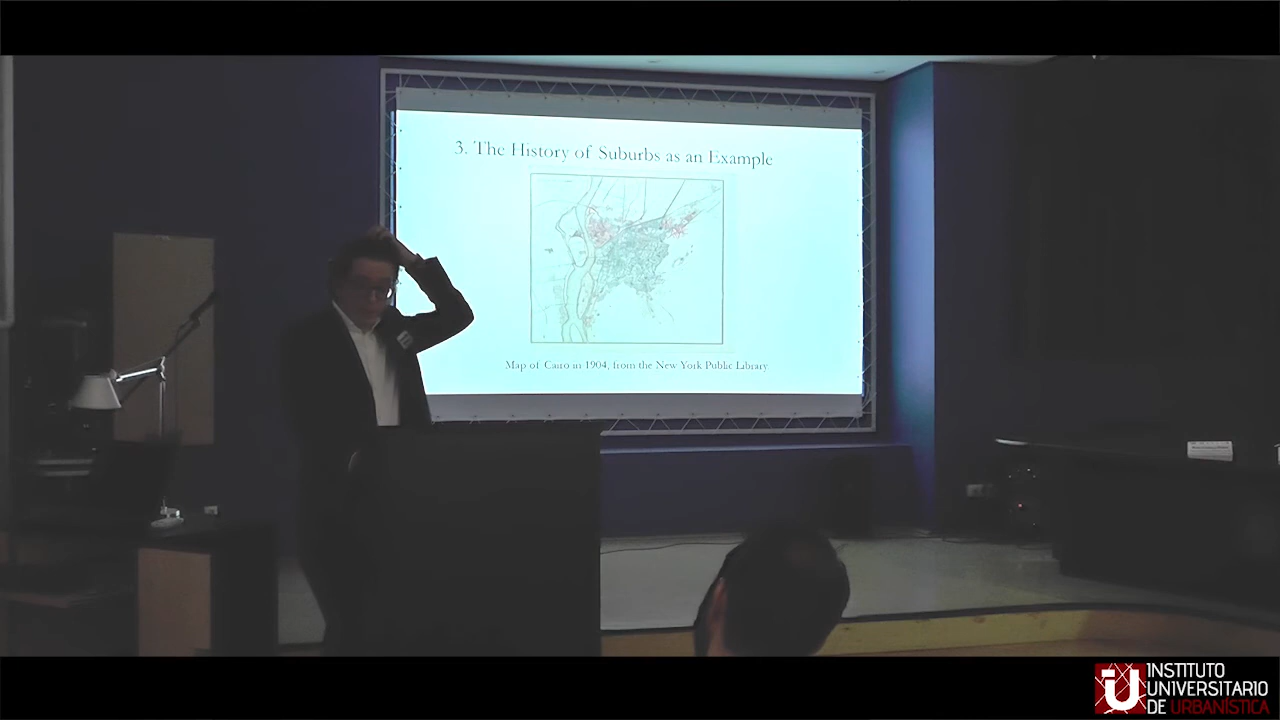 3. The History of Suburbs as an Example
Map of Cairo in 1904, from the New York Public Library
INSTITUTO
UNIVERSITARIO
DE URBANÍSTICA